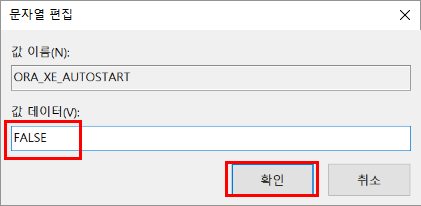 문자열 편집
값 이름(N):
ORA_XE_AUTOSTART
값 데이터(V):
FALSE
확인
취소